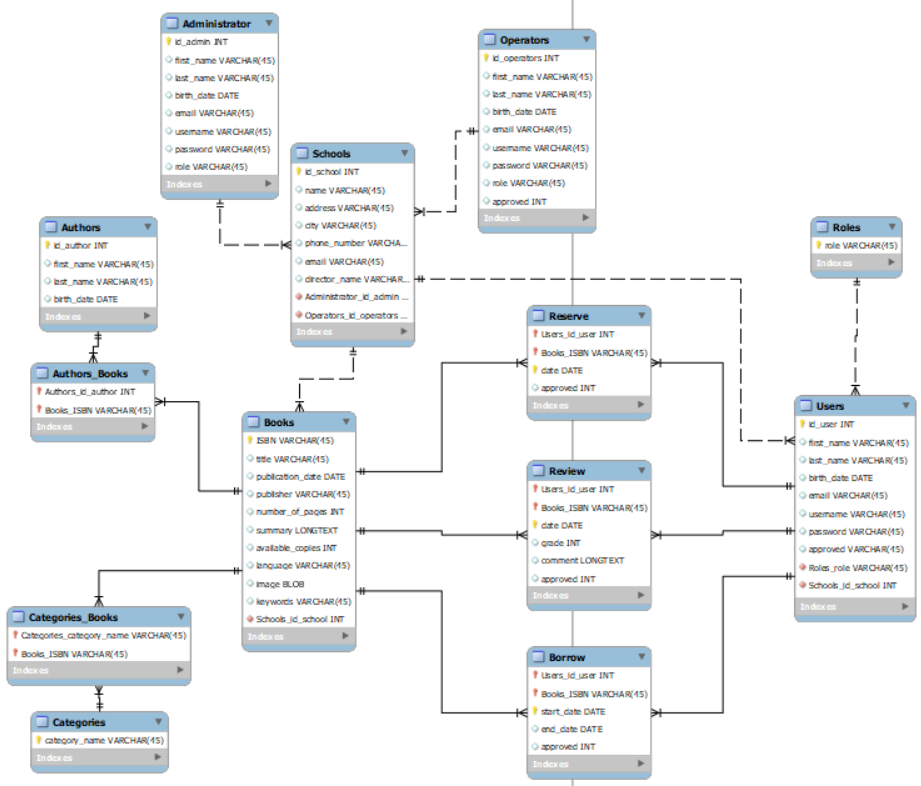 Administrator
id_admin INT
first_name VARCHAR(45)
last_name VARCHAR(45)
birth_date DATE
email VARCHAR(45)
username VARCHAR(45)
password VARCHAR(45)
role VARCHAR(45)
Indexes
Operators
id_operators INT
first_name VARCHAR(45)
last_name VARCHAR(45)
birth_date DATE
email VARCHAR(45)
username VARCHAR(45)
password VARCHAR(45)
role VARCHAR(45)
approved INT
Indexes
Schools
id_school INT
name VARCHAR(45)
address VARCHAR(45)
city VARCHAR(45)
phone_number VARCHA...
email VARCHAR(45)
director_name VARCHAR...
Administrator_id_admin ...
Operators_id_operators ...
Indexes
Authors
id_author INT
first_name VARCHAR(45)
last_name VARCHAR(45)
birth_date DATE
Indexes
Roles
role VARCHAR(45)
Indexes
Authors_Books
Authors_id_author INT
Books_ISBN VARCHAR(45)
Indexes
Reserve
Users_id_user INT
Books_ISBN VARCHAR(45)
date DATE
approved INT
Indexes
Books
ISBN VARCHAR(45)
title VARCHAR(45)
publication_date DATE
publisher VARCHAR(45)
number_of_pages INT
summary LONGTEXT
available_copies INT
language VARCHAR(45)
image BLOB
keywords VARCHAR(45)
Schools_id_school INT
Indexes
Users
id_user INT
first_name VARCHAR(45)
last_name VARCHAR(45)
birth_date DATE
email VARCHAR(45)
username VARCHAR(45)
password VARCHAR(45)
approved VARCHAR(45)
Roles_role VARCHAR(45)
Schools_id_school INT
Indexes
Review
Users_id_user INT
Books_ISBN VARCHAR(45)
date DATE
grade INT
comment LONGTEXT
approved INT
Indexes
Categories_Books
Categories_category_name VARCHAR(45)
Books_ISBN VARCHAR(45)
Indexes
Borrow
Users_id_user INT
Books_ISBN VARCHAR(45)
start_date DATE
end_date DATE
approved INT
Indexes
Categories
category_name VARCHAR(45)
Indexes